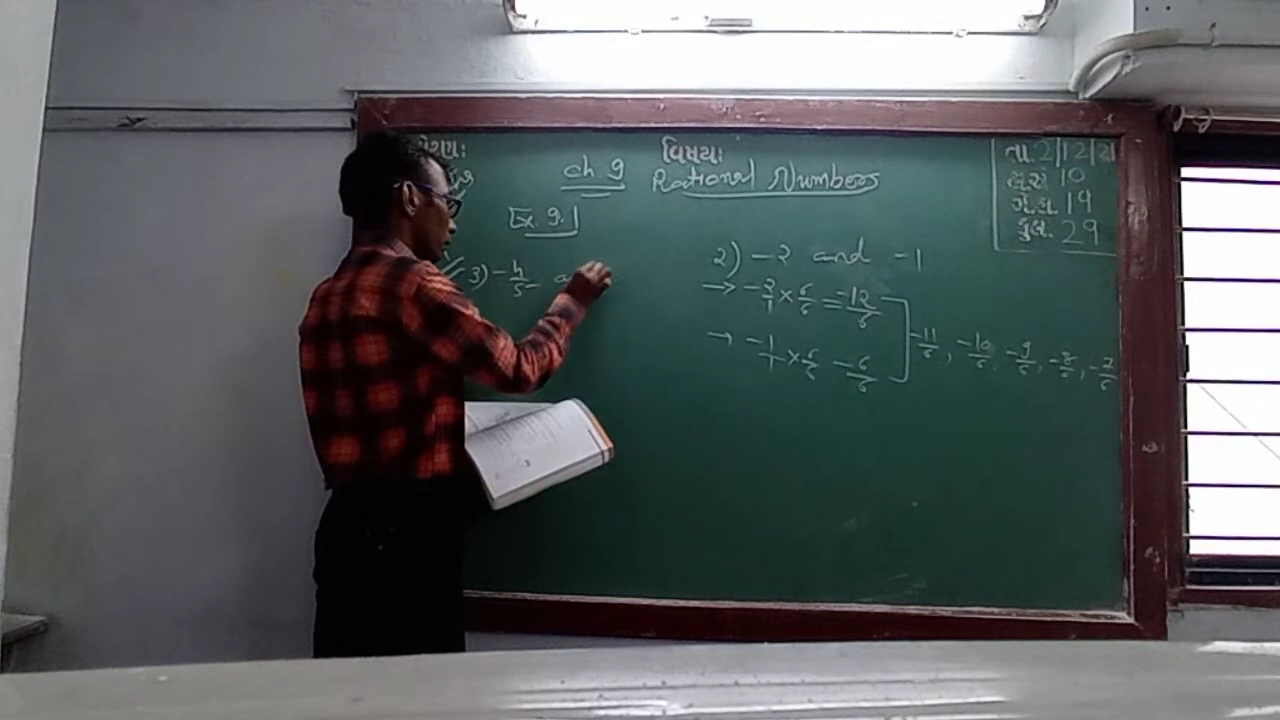 વિષય:
ch 9 Rational Numbers
Ex. 9.1
તા. 2/12/21
હાજર 10
ગે.હા. 19
કુલ. 29
3) -4/5 a
2) -2 and -1
→ -2/1 × 6/6 = -12/6
→ -1/1 × 6/6 -6/6
-11/6, -10/6, -9/6, -8/6, -7/6